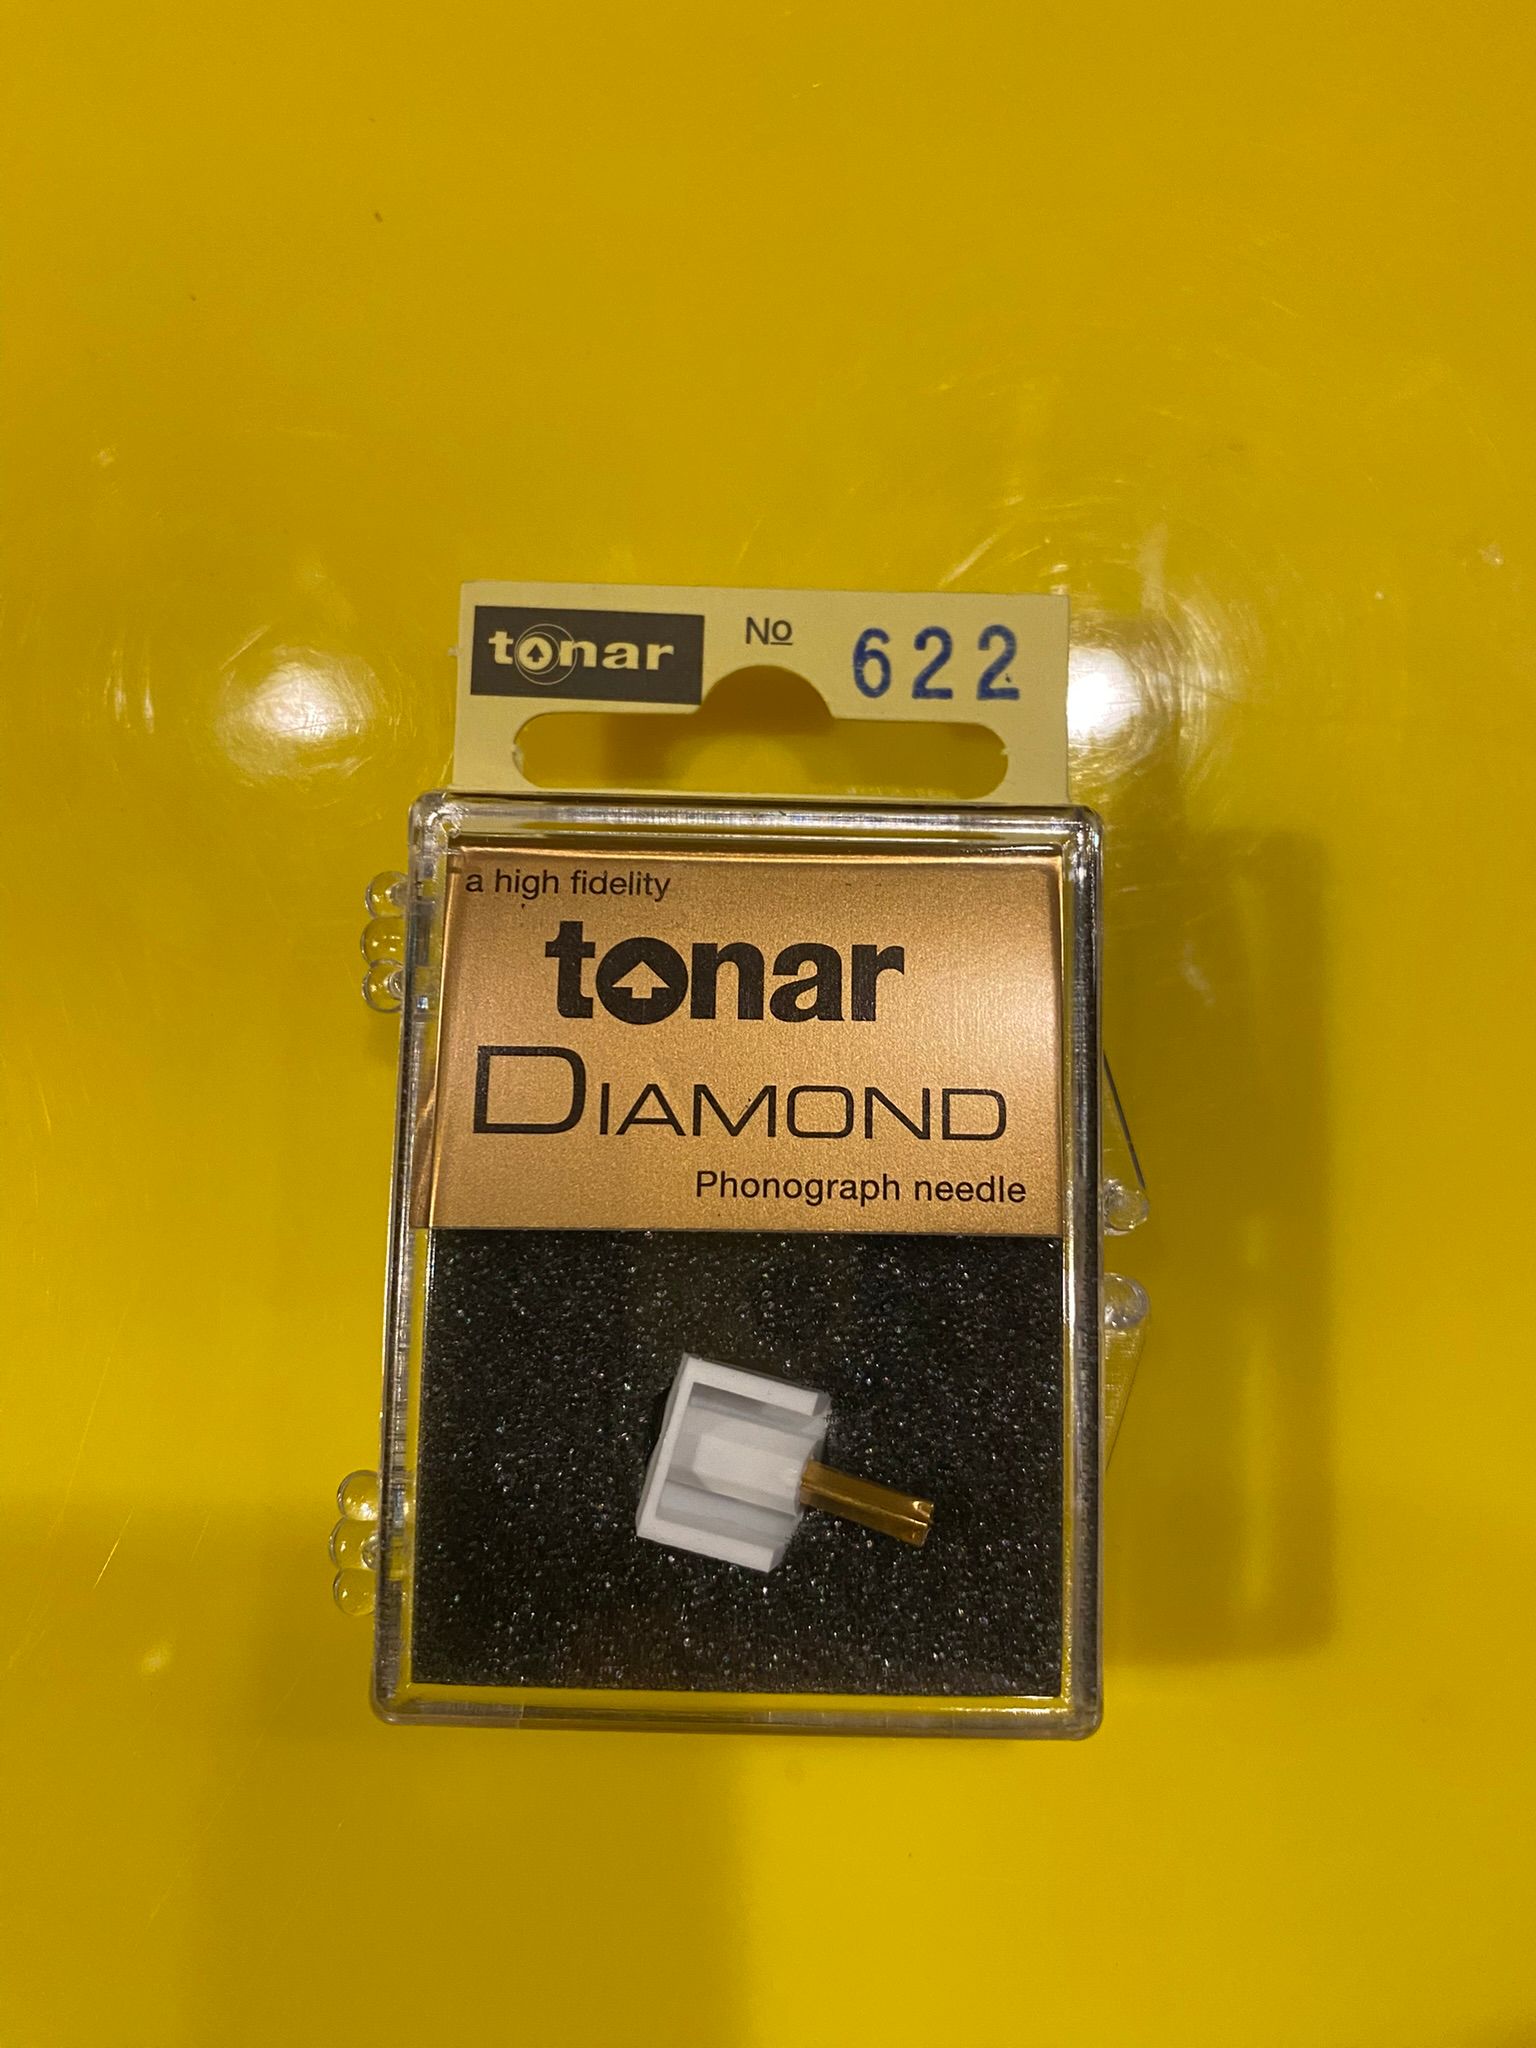 tonar No 622
a high fidelity
tonar
DIAMOND
Phonograph needle